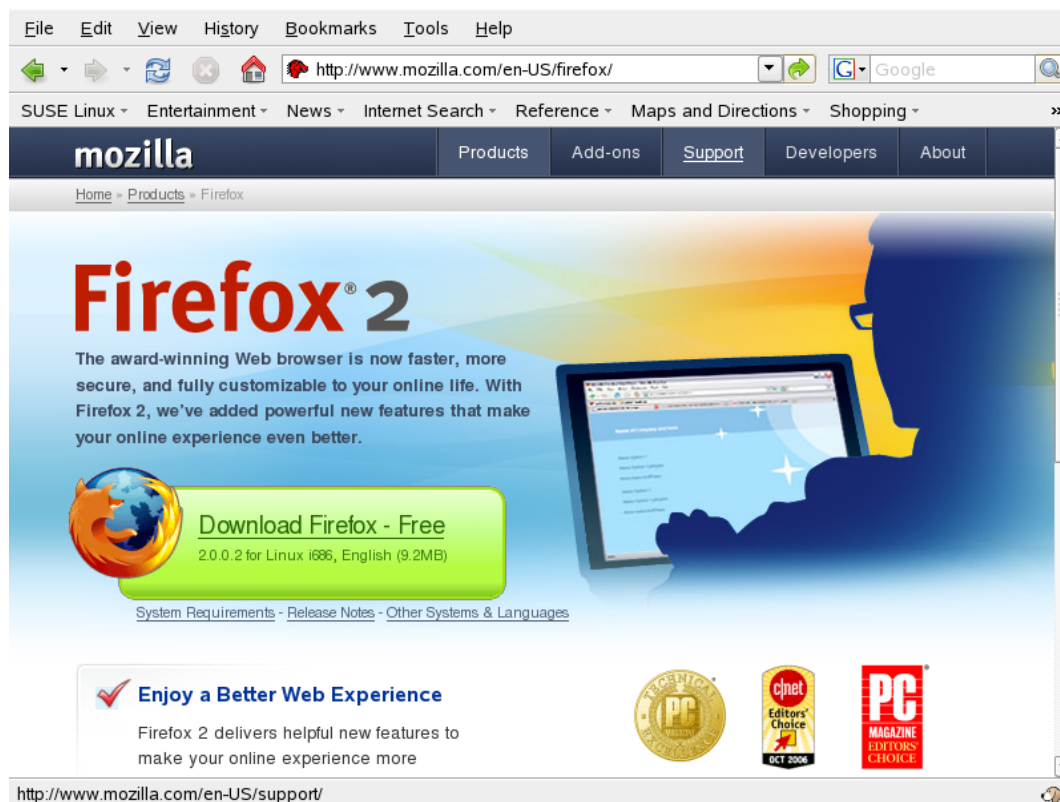 File Edit View History Bookmarks Tools Help
http://www.mozilla.com/en-US/firefox/ G Google
SUSE Linux Entertainment News Internet Search Reference Maps and Directions Shopping »
mozilla Products Add-ons Support Developers About
Home » Products » Firefox
Firefox® 2
The award-winning Web browser is now faster, more
secure, and fully customizable to your online life. With
Firefox 2, we've added powerful new features that make
your online experience even better.
Download Firefox - Free
2.0.0.2 for Linux i686, English (9.2MB)
System Requirements - Release Notes - Other Systems & Languages
Enjoy a Better Web Experience
Firefox 2 delivers helpful new features to
make your online experience more
TECHNICAL
PC
MAGAZINE
EXCELLENCE
c|net
Editors'
Choice
OCT 2006
PC
MAGAZINE
EDITORS'
CHOICE
http://www.mozilla.com/en-US/support/